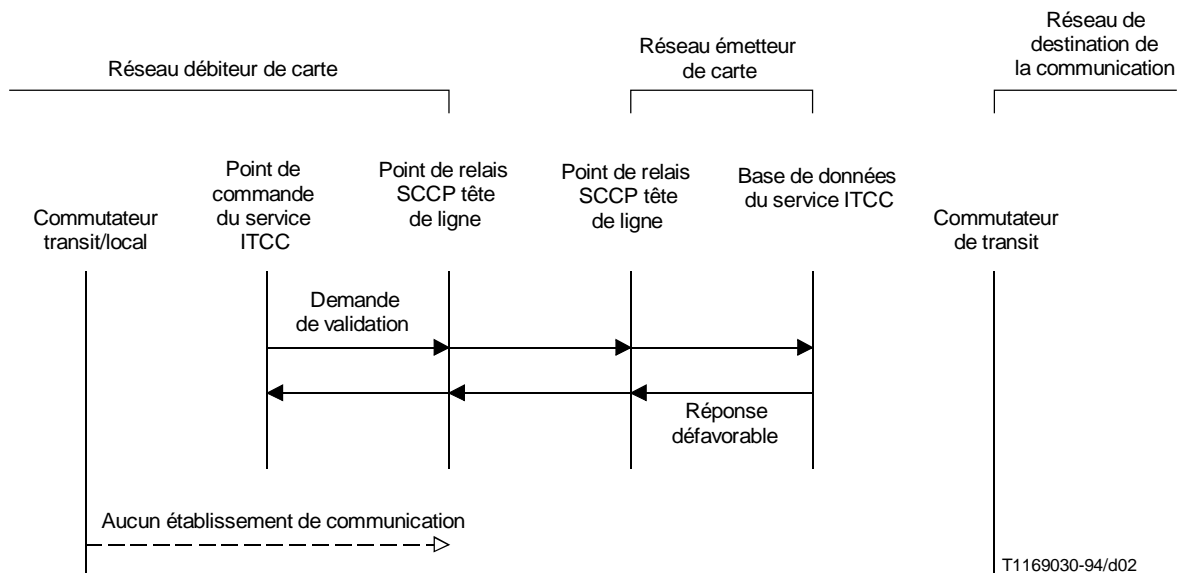 Réseau débiteur de carte
Réseau émetteur
de carte
Réseau de
destination de
la communication
Commutateur
transit/local
Point de
commande
du service
ITCC
Point de relais
SCCP tête
de ligne
Point de relais
SCCP tête
de ligne
Base de données
du service ITCC
Commutateur
de transit
Demande
de validation
Réponse
défavorable
Aucun établissement de communication
T1169030-94/d02